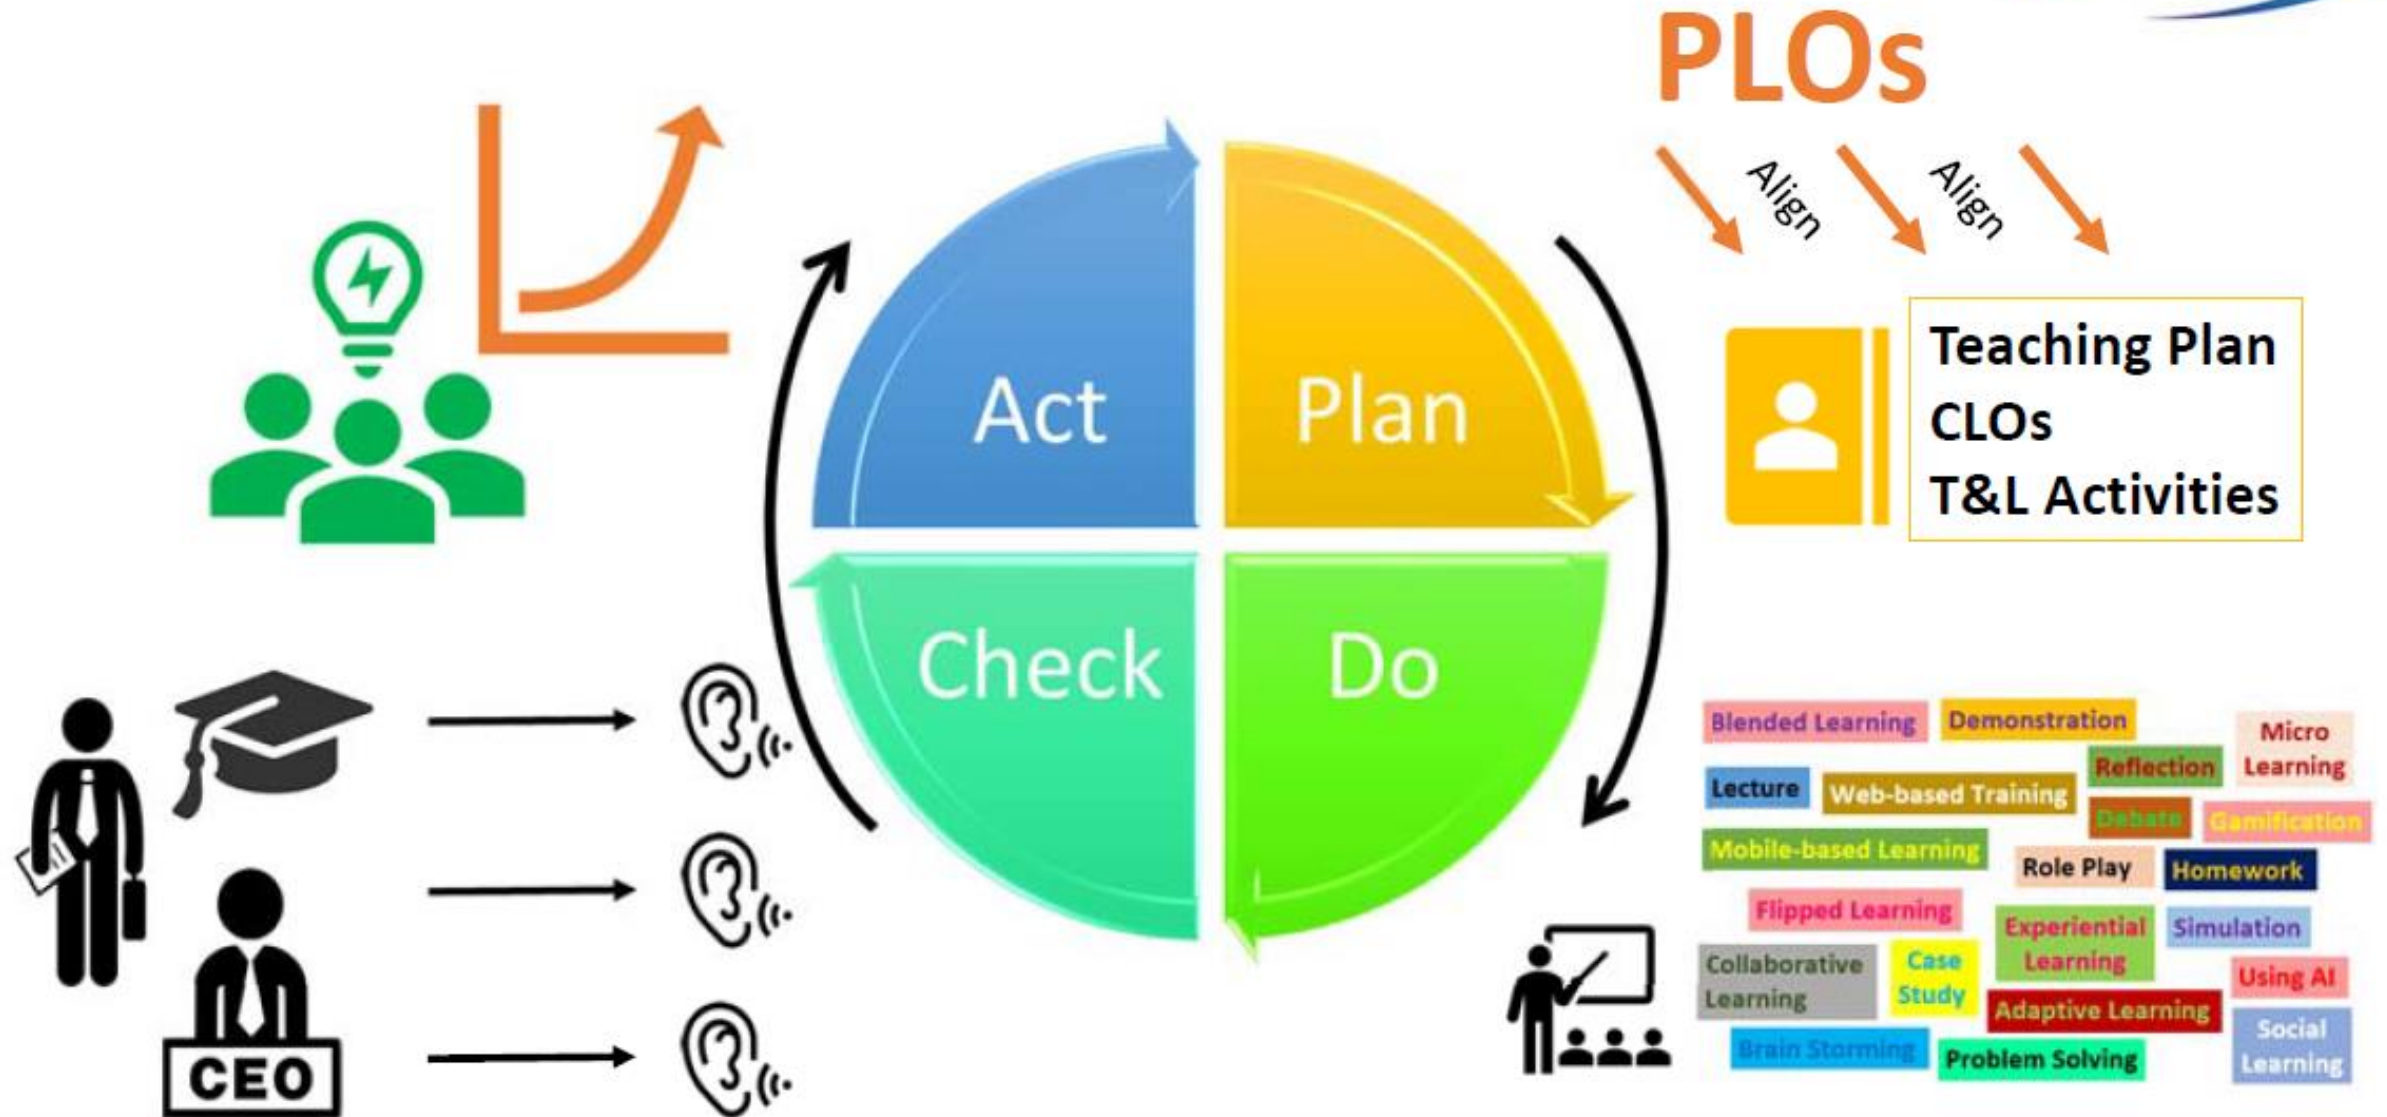 PLOs
Align
Align
Act
Plan
Teaching Plan
CLOs
T&L Activities
Check
Do
Blended Learning
Demonstration
Micro
Learning
Reflection
Lecture
Web-based Training
Debate
Gamification
Mobile-based Learning
Role Play
Homework
Flipped Learning
Experiential
Learning
Simulation
Collaborative
Learning
Case
Study
Using AI
Adaptive Learning
Brain Storming
Problem Solving
Social
Learning
CEO